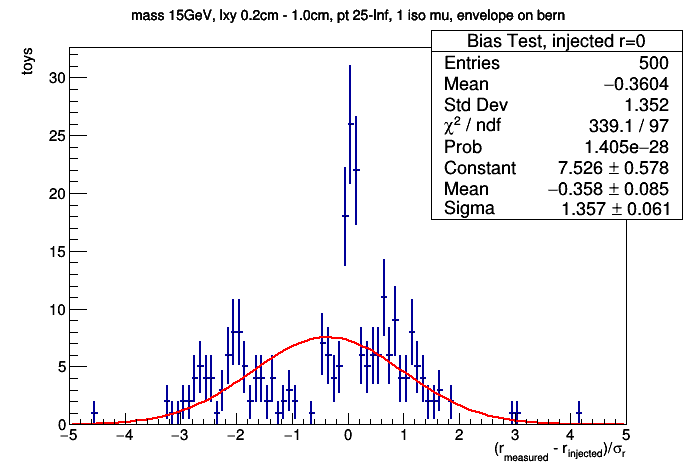 mass 15GeV, lxy 0.2cm - 1.0cm, pt 25-Inf, 1 iso mu, envelope on bern
Bias Test, injected r=0
Entries 500
Mean −0.3604
Std Dev 1.352
χ² / ndf 339.1 / 97
Prob 1.405e−28
Constant 7.526 ± 0.578
Mean −0.358 ± 0.085
Sigma 1.357 ± 0.061
toys
30
25
20
15
10
5
0
−5 −4 −3 −2 −1 0 1 2 3 4 5
(r_measured - r_injected)/σ_r